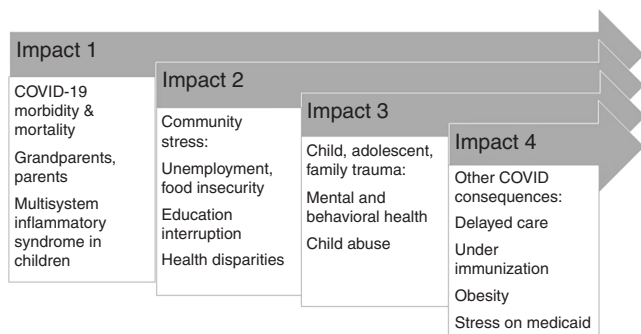 Impact 1
COVID-19
morbidity &
mortality
Grandparents,
parents
Multisystem
inflammatory
syndrome in
children
Impact 2
Community
stress:
Unemployment,
food insecurity
Education
interruption
Health disparities
Impact 3
Child, adolescent,
family trauma:
Mental and
behavioral health
Child abuse
Impact 4
Other COVID
consequences:
Delayed care
Under
immunization
Obesity
Stress on medicaid